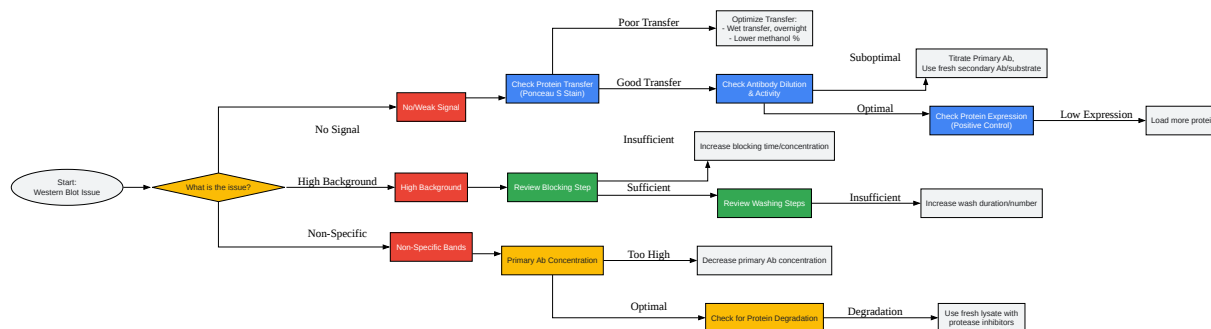 Poor Transfer
Optimize Transfer:
- Wet transfer, overnight
- Lower methanol %
Suboptimal
Titrate Primary Ab,
Use fresh secondary Ab/substrate
No/Weak Signal
Check Protein Transfer
(Ponceau S Stain)
Good Transfer
Check Antibody Dilution
& Activity
Optimal
Check Protein Expression
(Positive Control)
Low Expression
Load more protein
No Signal
Insufficient
Increase blocking time/concentration
Start:
Western Blot Issue
What is the issue?
High Background
High Background
Review Blocking Step
Sufficient
Review Washing Steps
Insufficient
Increase wash duration/number
Non-Specific
Non-Specific Bands
Primary Ab Concentration
Too High
Decrease primary Ab concentration
Optimal
Check for Protein Degradation
Degradation
Use fresh lysate with
protease inhibitors